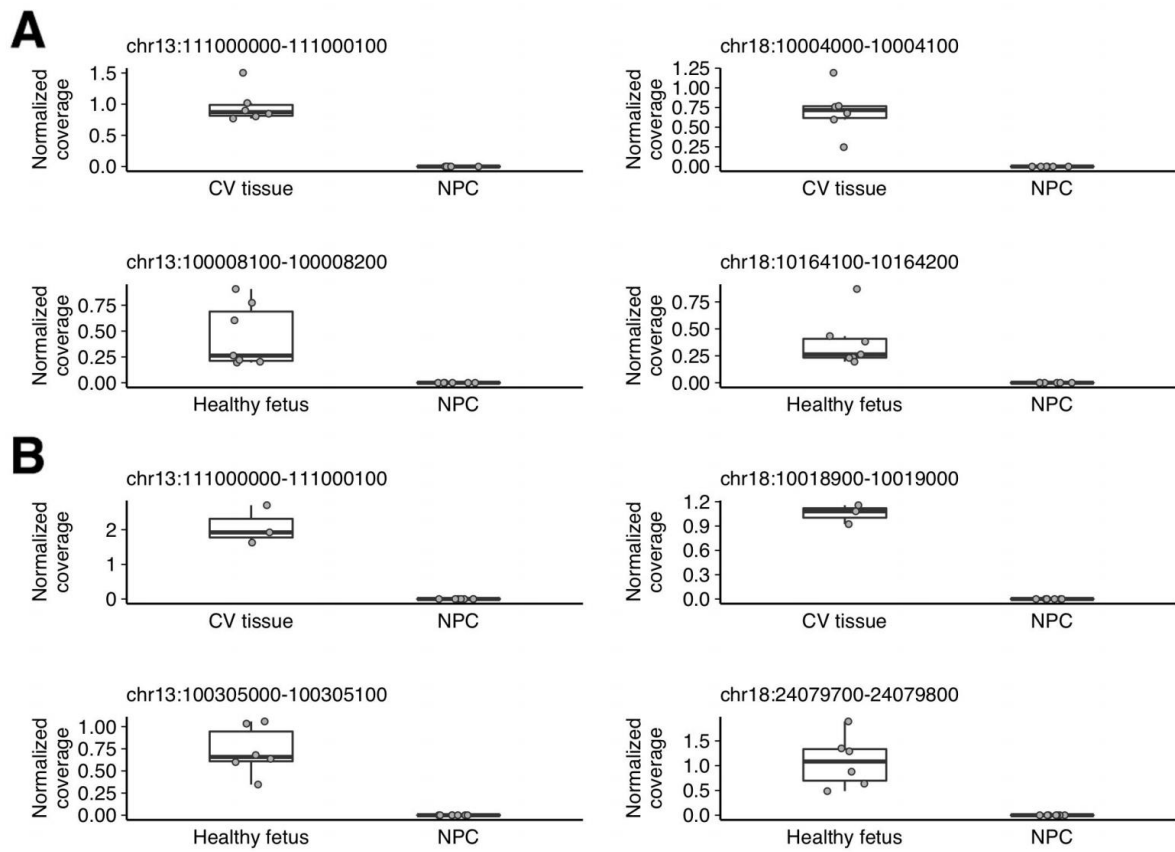 A
chr13:111000000-111000100
Normalized
coverage
1.5
1.0
0.5
0.0
CV tissue
NPC
chr18:10004000-10004100
Normalized
coverage
1.25
1.00
0.75
0.50
0.25
0.00
CV tissue
NPC
chr13:100008100-100008200
Normalized
coverage
0.75
0.50
0.25
0.00
Healthy fetus
NPC
chr18:10164100-10164200
Normalized
coverage
0.75
0.50
0.25
0.00
Healthy fetus
NPC
B
chr13:111000000-111000100
Normalized
coverage
2
1
0
CV tissue
NPC
chr18:10018900-10019000
Normalized
coverage
1.2
0.9
0.6
0.3
0.0
CV tissue
NPC
chr13:100305000-100305100
Normalized
coverage
1.00
0.75
0.50
0.25
0.00
Healthy fetus
NPC
chr18:24079700-24079800
Normalized
coverage
1.5
1.0
0.5
0.0
Healthy fetus
NPC